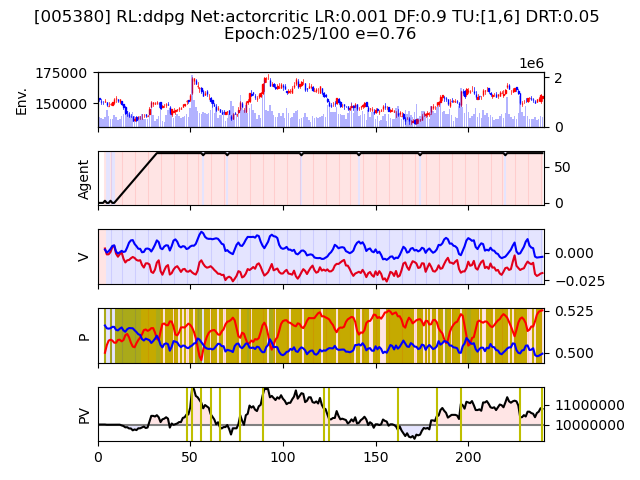 [005380] RL:ddpg Net:actorcritic LR:0.001 DF:0.9 TU:[1,6] DRT:0.05
Epoch:025/100 e=0.76
1e6
175000
150000
Env.
2
0
Agent
50
0
V
0.000
−0.025
P
0.525
0.500
PV
11000000
10000000
0 50 100 150 200